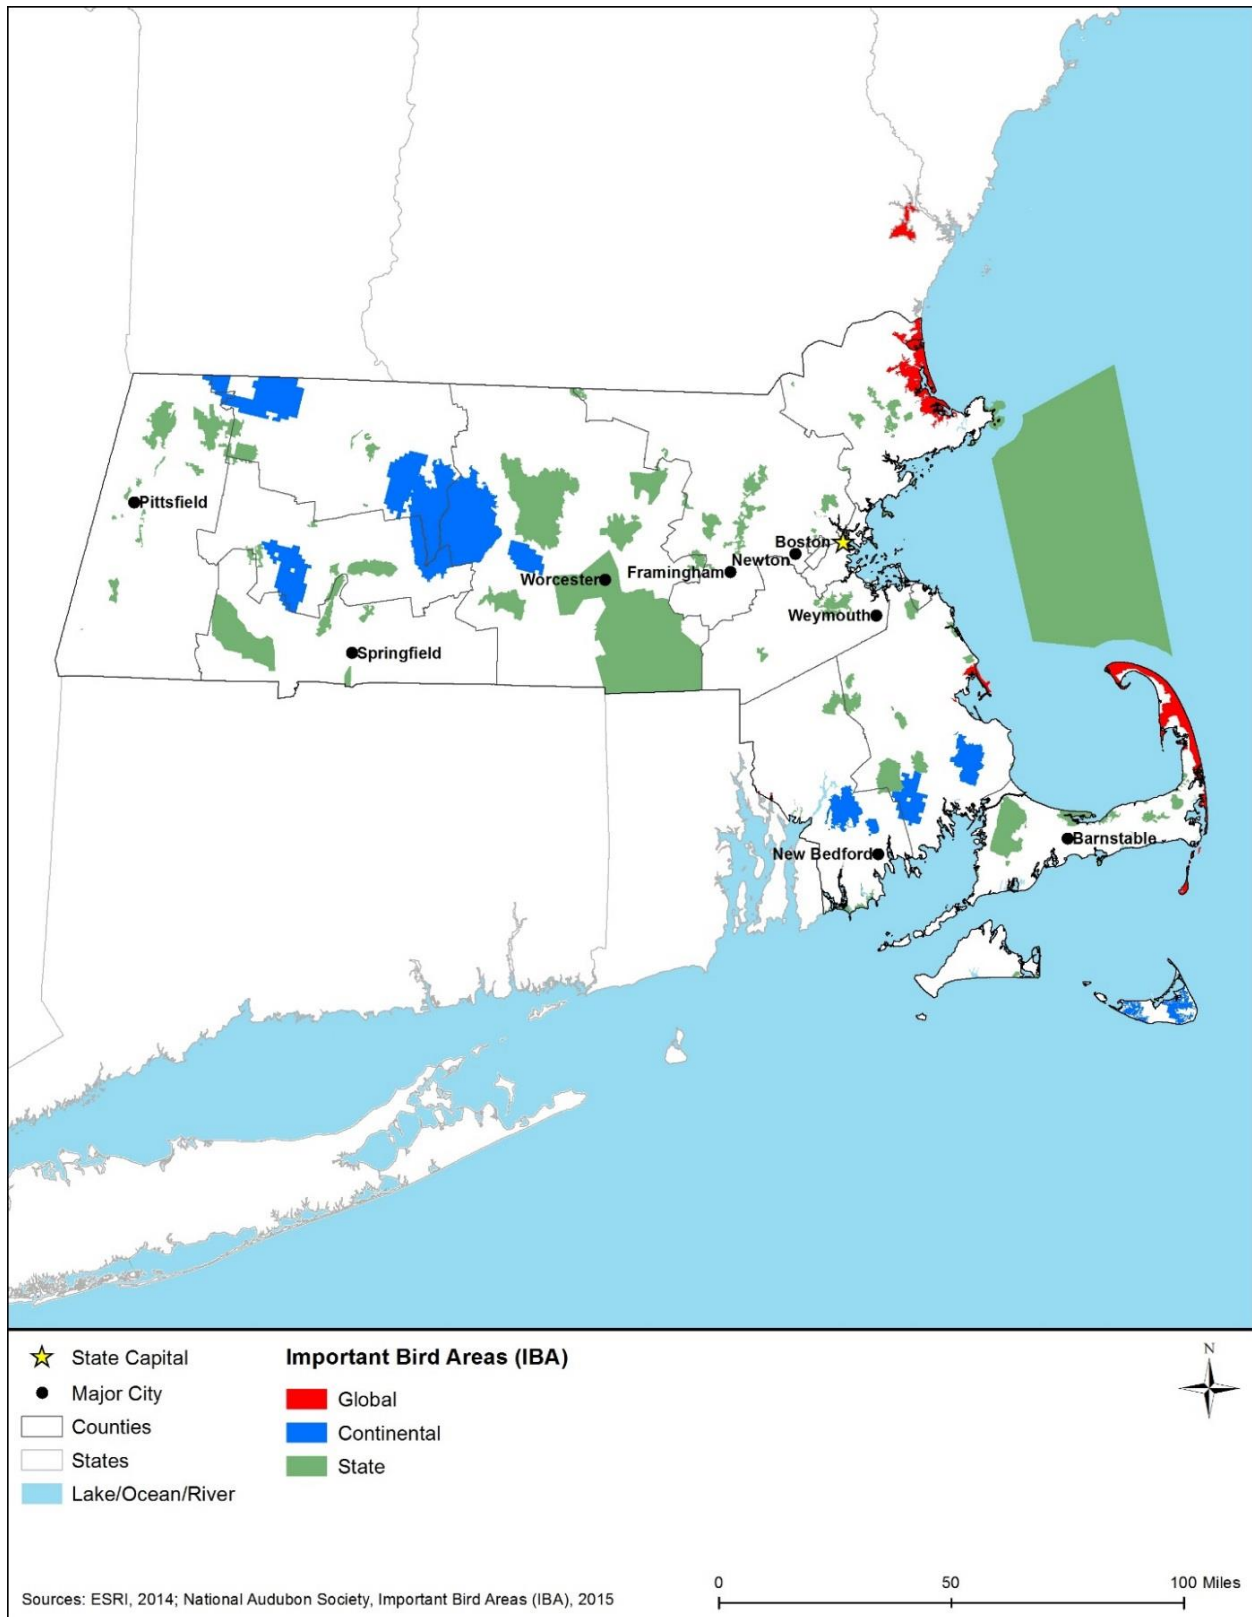 Pittsfield
Boston
Newton
Framingham
Worcester
Weymouth
Springfield
Barnstable
New Bedford
State Capital
Major City
Counties
States
Lake/Ocean/River
Important Bird Areas (IBA)
Global
Continental
State
N
Sources: ESRI, 2014; National Audubon Society, Important Bird Areas (IBA), 2015
0 50 100 Miles